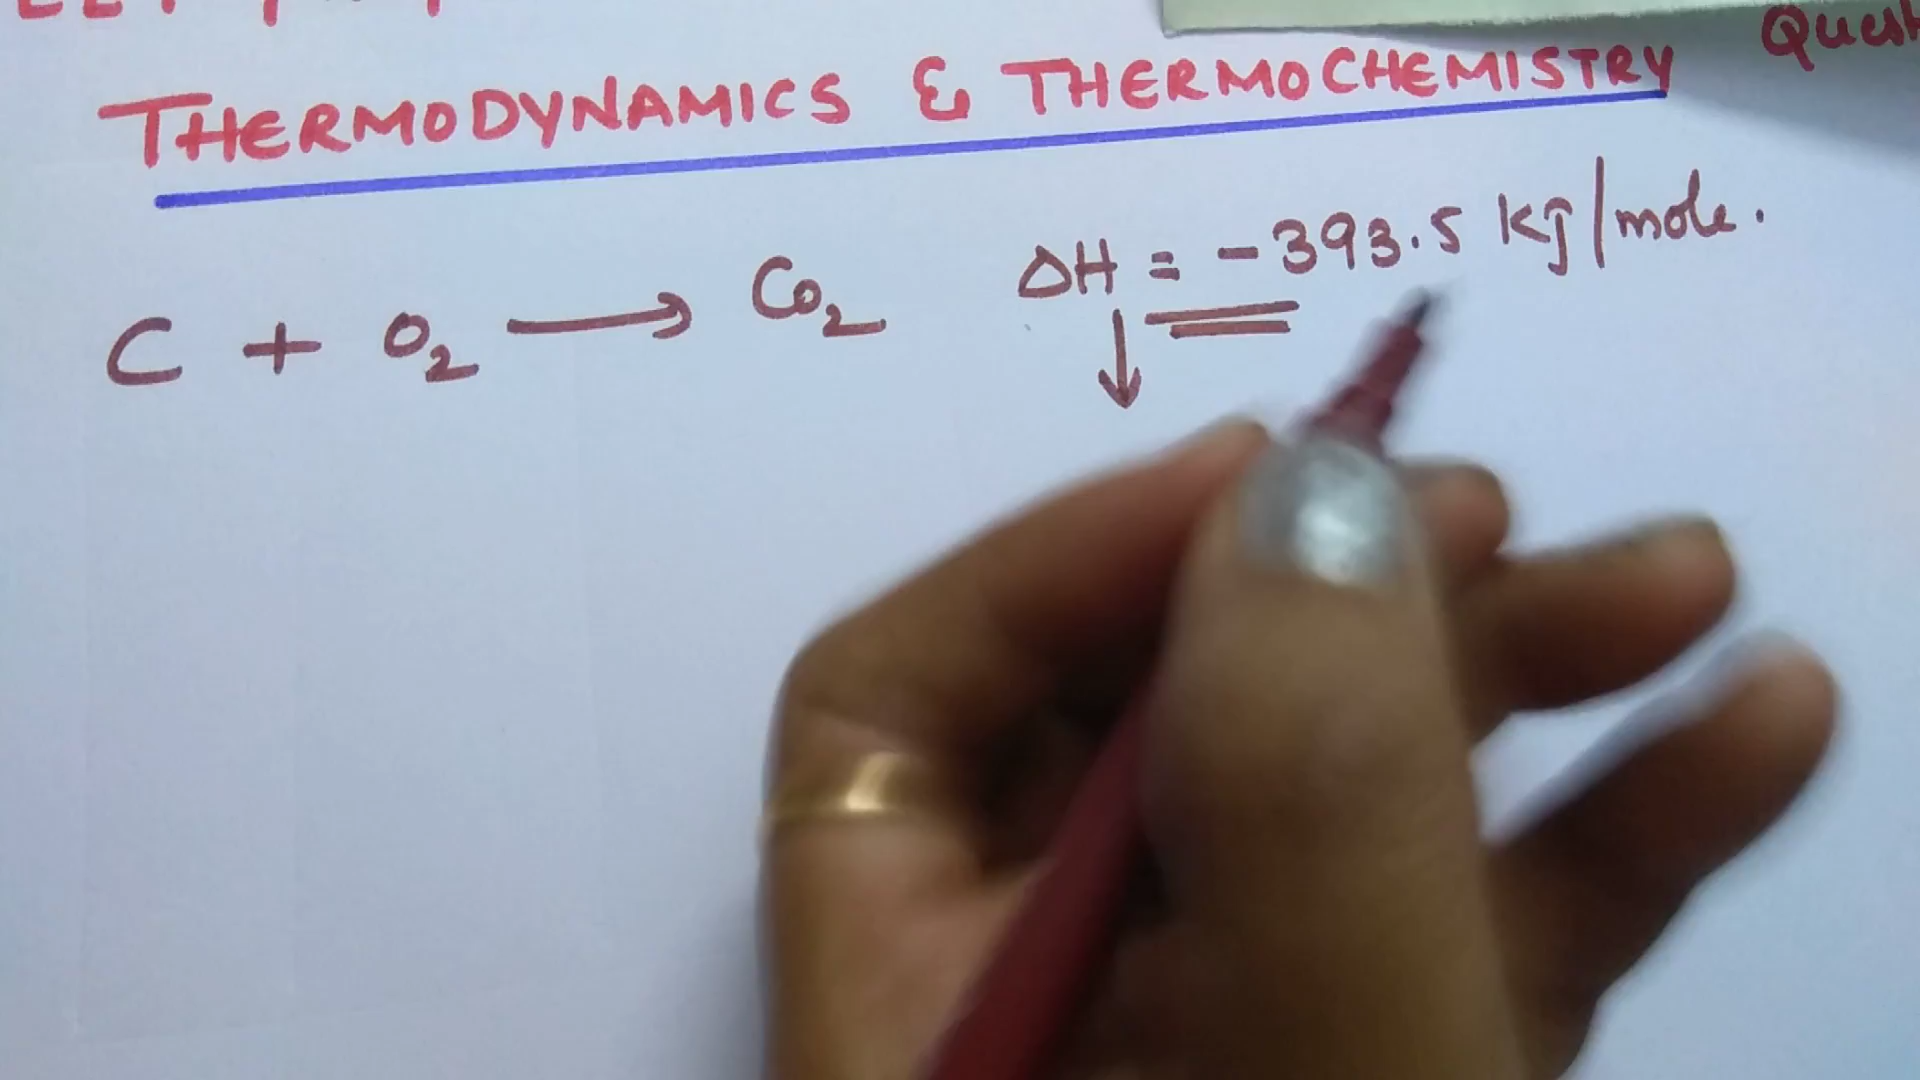 THERMODYNAMICS & THERMOCHEMISTRY
C + O₂ ⟶ Co₂ ΔH = -393.5 KJ/mole.
↓